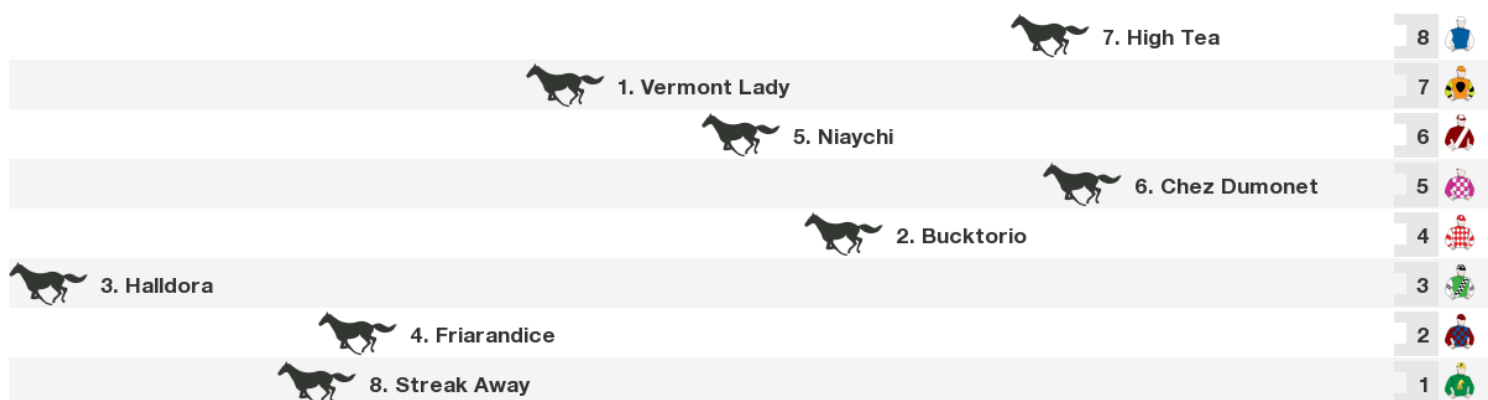 7. High Tea 8
1. Vermont Lady 7
5. Niaychi 6
6. Chez Dumonet 5
2. Bucktorio 4
3. Halldora 3
4. Friarandice 2
8. Streak Away 1